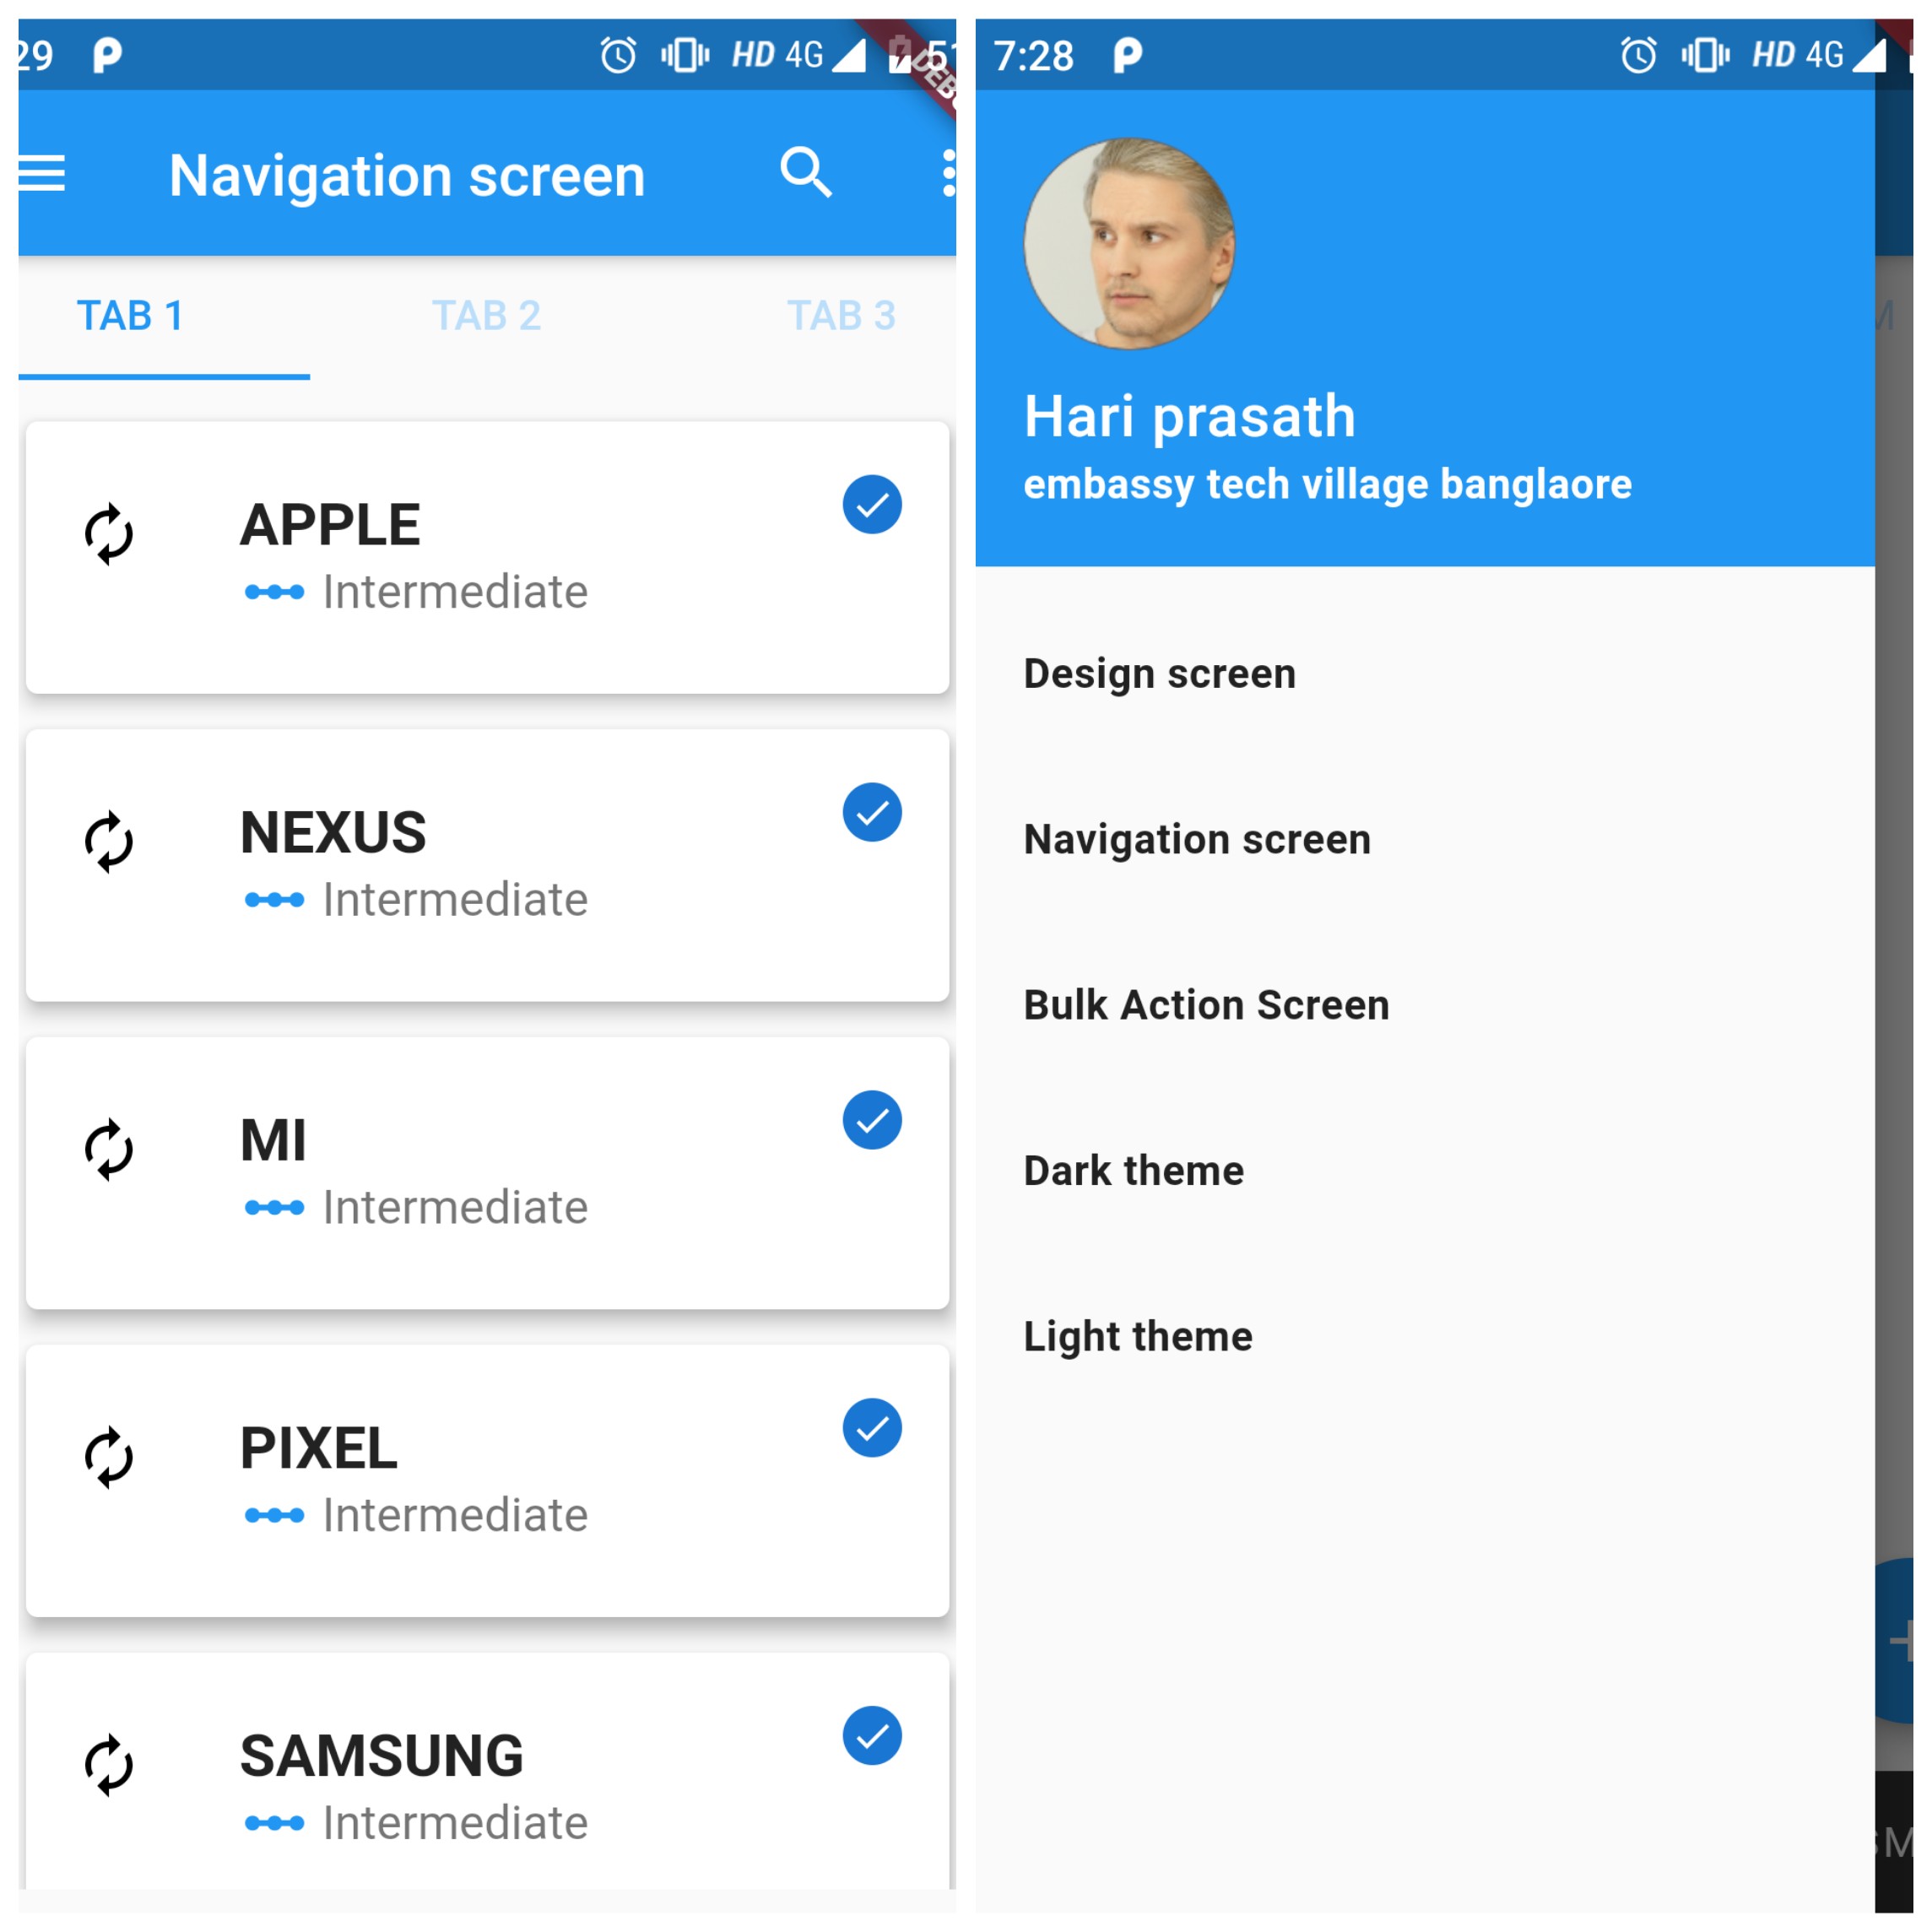 29
HD 4G
51
DEB
Navigation screen
TAB 1 TAB 2 TAB 3
APPLE
Intermediate
NEXUS
Intermediate
MI
Intermediate
PIXEL
Intermediate
SAMSUNG
Intermediate
7:28
HD 4G
Hari prasath
embassy tech village banglaore
Design screen
Navigation screen
Bulk Action Screen
Dark theme
Light theme